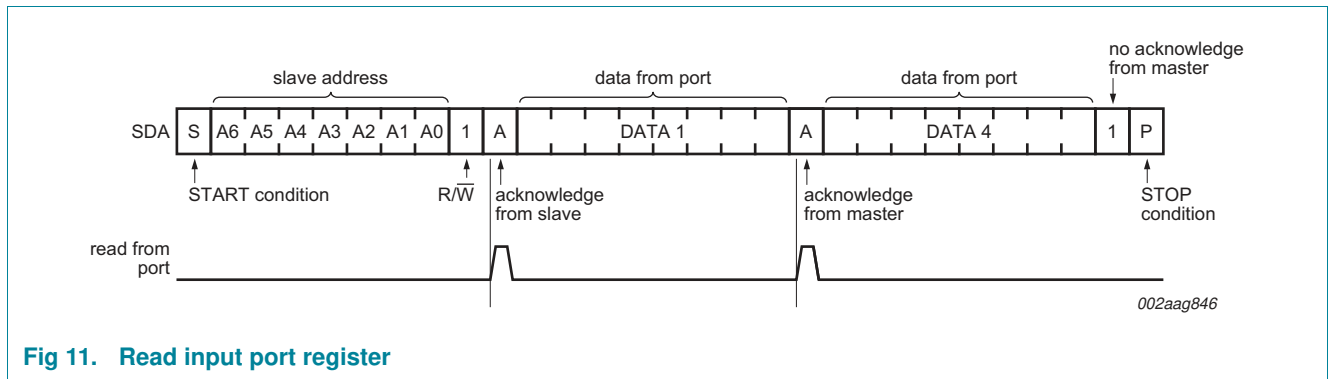 no acknowledge
from master
slave address
data from port
data from port
SDA S A6 A5 A4 A3 A2 A1 A0 1 A DATA 1 A DATA 4 1 P
START condition
R/W̅
acknowledge
from slave
acknowledge
from master
STOP
condition
read from
port
002aag846
Fig 11. Read input port register